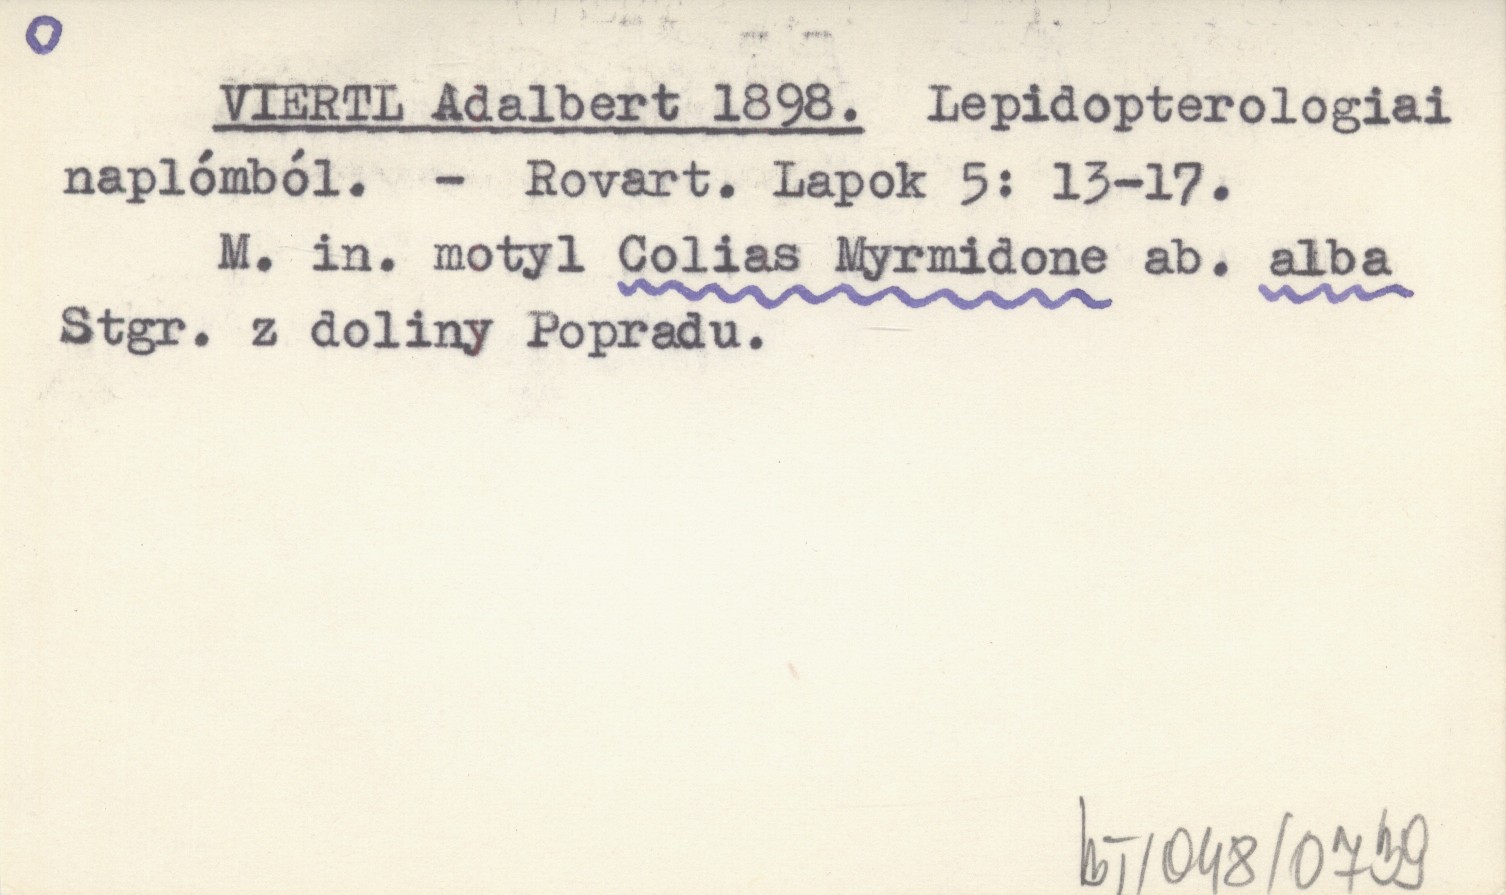 VIERTL Adalbert 1898. Lepidopterologiai
naplómból. - Rovart. Lapok 5: 13-17.
M. in. motyl Colias Myrmidone ab. alba
Stgr. z doliny Popradu.
bI/048/0739